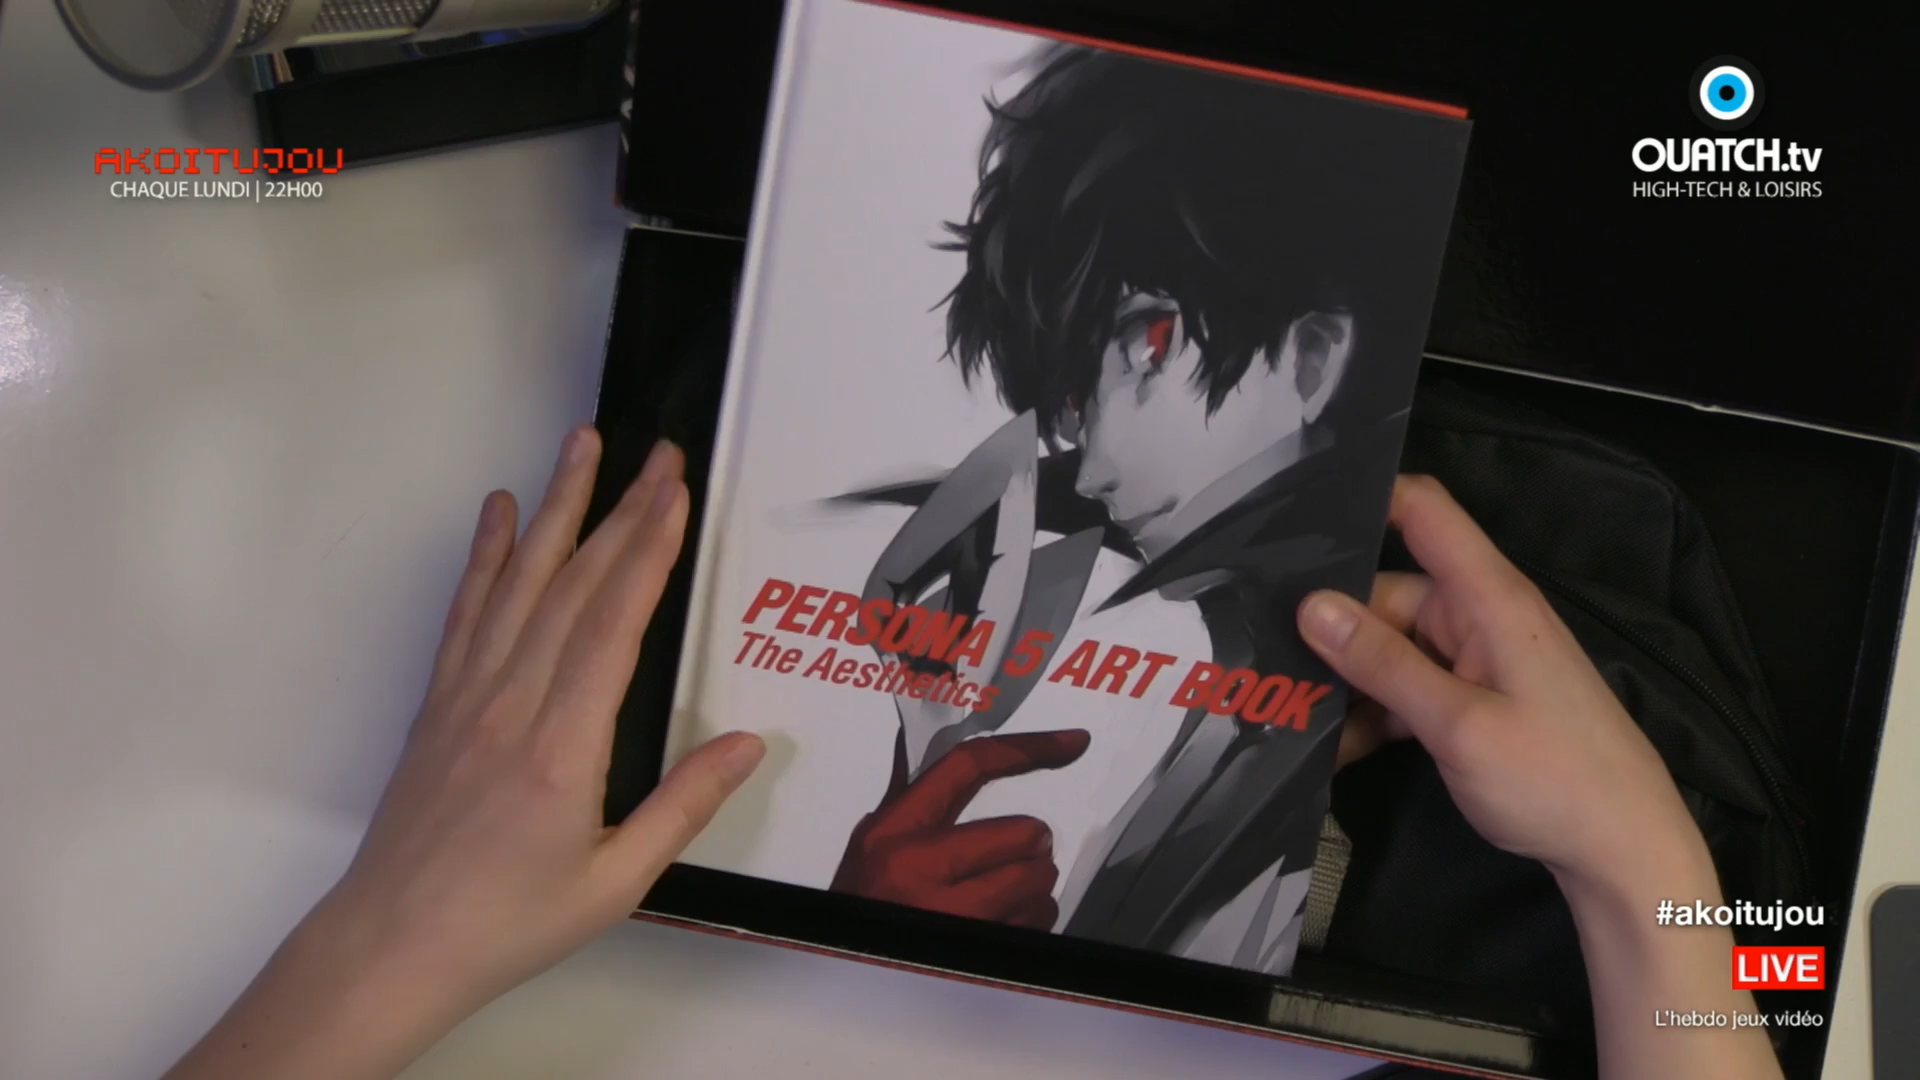 AKOITUJOU
CHAQUE LUNDI | 22H00
OUATCH.tv
HIGH-TECH & LOISIRS
PERSONA 5 ART BOOK
The Aesthetics
#akoitujou
LIVE
L'hebdo jeux vidéo